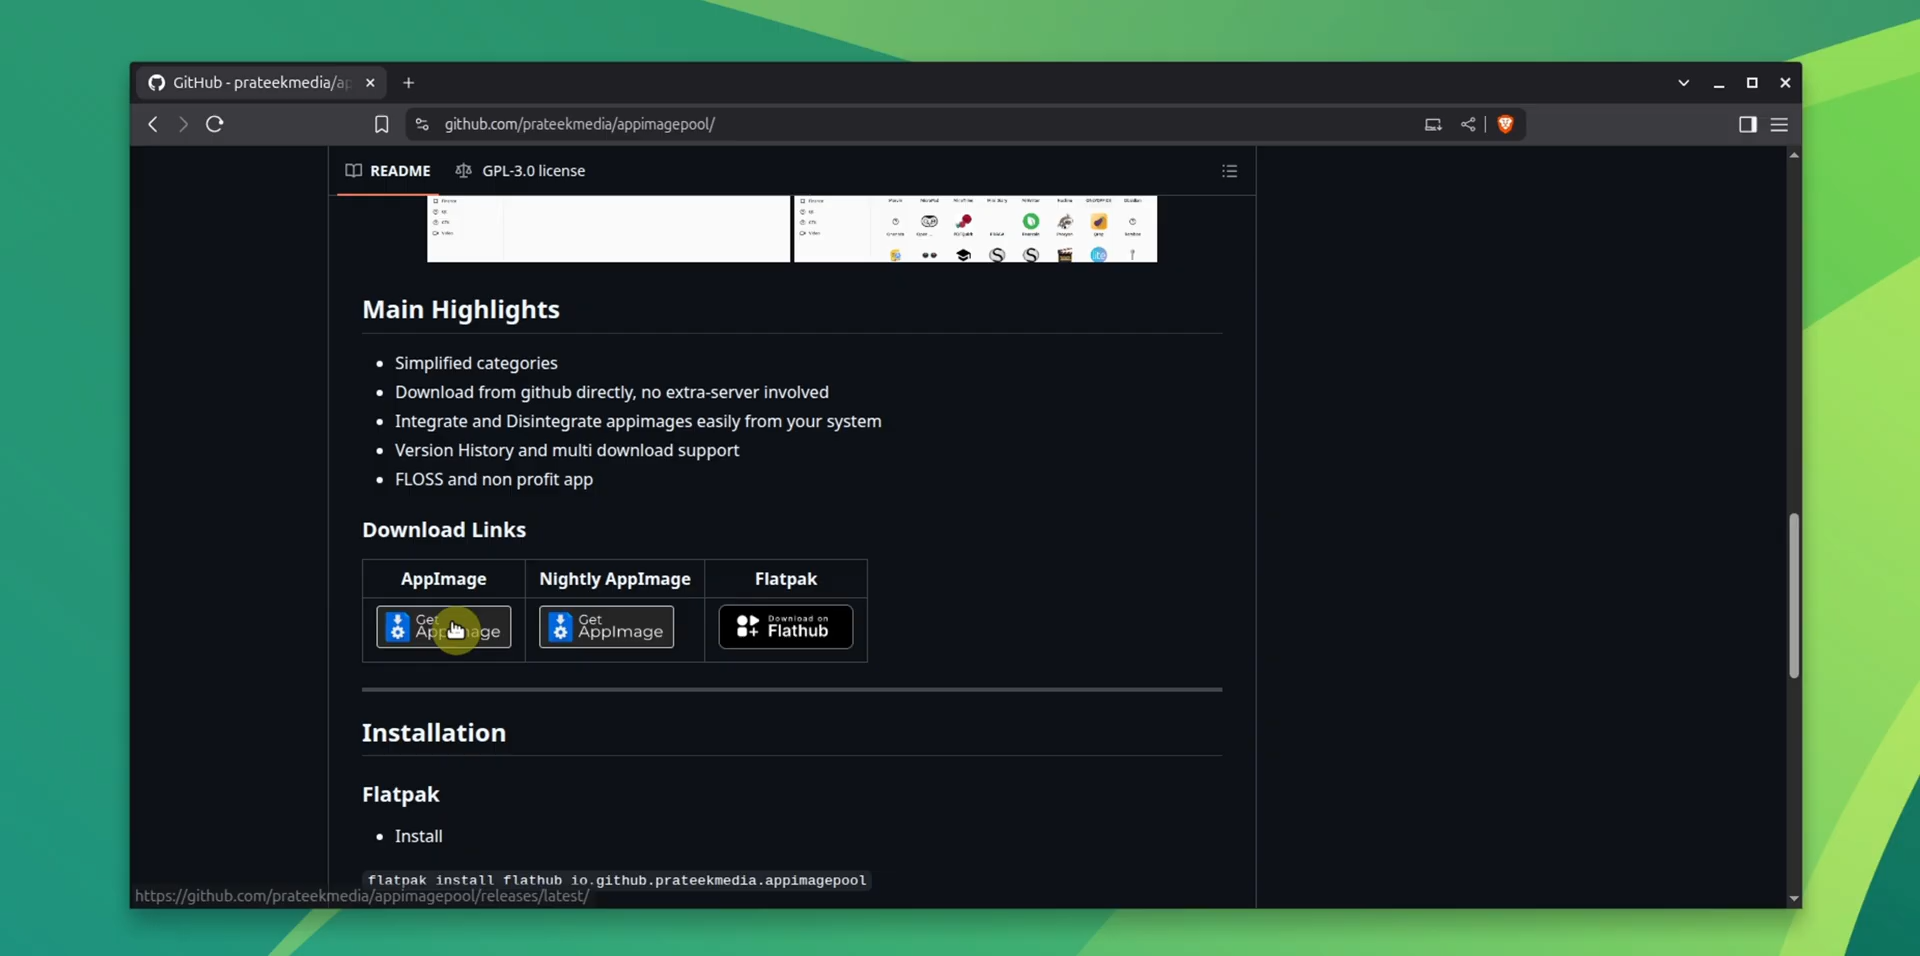 GitHub - prateekmedia/ap
github.com/prateekmedia/appimagepool/
README
GPL-3.0 license
Main Highlights
Simplified categories
Download from github directly, no extra-server involved
Integrate and Disintegrate appimages easily from your system
Version History and multi download support
FLOSS and non profit app
Download Links
AppImage Nightly AppImage Flatpak
Get AppImage
Get AppImage
Download on Flathub
Installation
Flatpak
Install
flatpak install flathub io.github.prateekmedia.appimagepool
https://github.com/prateekmedia/appimagepool/releases/latest/